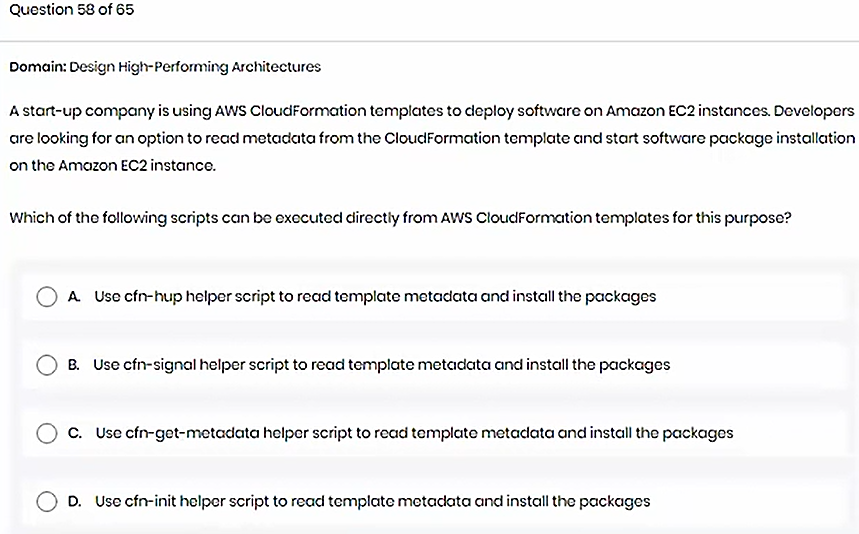 Question 58 of 65
Domain: Design High-Performing Architectures
A start-up company is using AWS CloudFormation templates to deploy software on Amazon EC2 instances. Developers
are looking for an option to read metadata from the CloudFormation template and start software package installation
on the Amazon EC2 instance.
Which of the following scripts can be executed directly from AWS CloudFormation templates for this purpose?
A. Use cfn-hup helper script to read template metadata and install the packages
B. Use cfn-signal helper script to read template metadata and install the packages
C. Use cfn-get-metadata helper script to read template metadata and install the packages
D. Use cfn-init helper script to read template metadata and install the packages